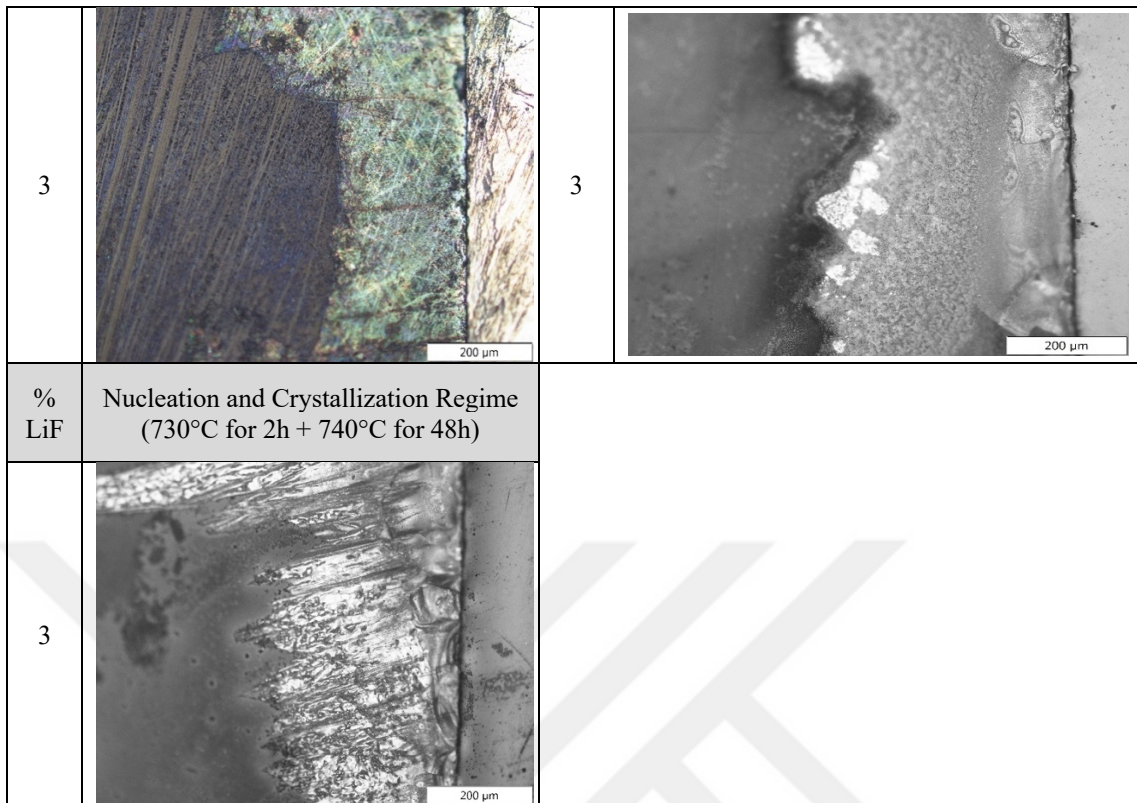 3
200 µm
3
200 µm
% LiF
Nucleation and Crystallization Regime
(730°C for 2h + 740°C for 48h)
3
200 µm